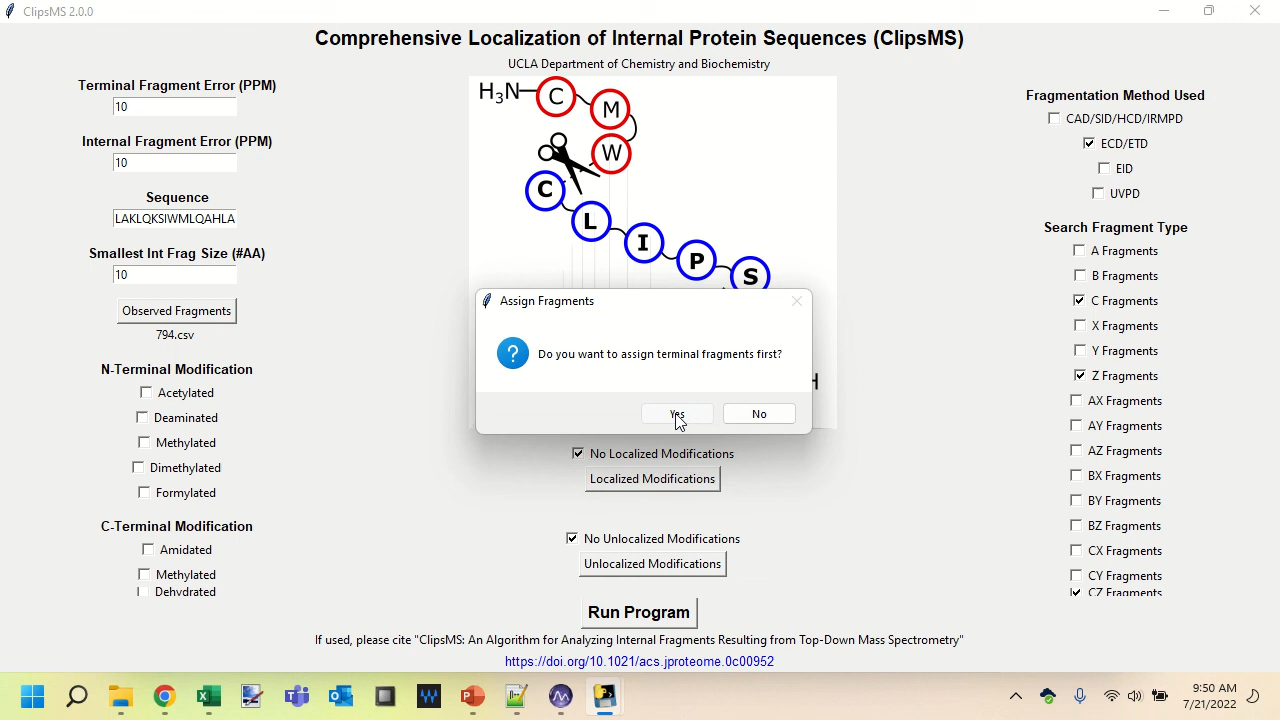 ClipsMS 2.0.0
Comprehensive Localization of Internal Protein Sequences (ClipsMS)
UCLA Department of Chemistry and Biochemistry
Terminal Fragment Error (PPM)
10
Internal Fragment Error (PPM)
10
Sequence
LAKLQKSIWMLQAHLA
Smallest Int Frag Size (#AA)
10
Observed Fragments
794.csv
N-Terminal Modification
Acetylated
Deaminated
Methylated
Dimethylated
Formylated
C-Terminal Modification
Amidated
Methylated
Dehydrated
H3N
C
M
W
C
L
I
P
S
H
Assign Fragments
?
Do you want to assign terminal fragments first?
Yes
No
No Localized Modifications
Localized Modifications
No Unlocalized Modifications
Unlocalized Modifications
Run Program
If used, please cite "ClipsMS: An Algorithm for Analyzing Internal Fragments Resulting from Top-Down Mass Spectrometry"
https://doi.org/10.1021/acs.jproteome.0c00952
Fragmentation Method Used
CAD/SID/HCD/IRMPD
ECD/ETD
EID
UVPD
Search Fragment Type
A Fragments
B Fragments
C Fragments
X Fragments
Y Fragments
Z Fragments
AX Fragments
AY Fragments
AZ Fragments
BX Fragments
BY Fragments
BZ Fragments
CX Fragments
CY Fragments
CZ Fragments
9:50 AM
7/21/2022